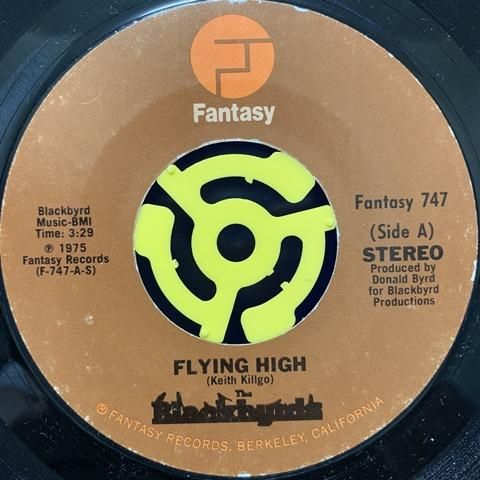 Fantasy
Blackbyrd
Music-BMI
Time: 3:29
℗ 1975
Fantasy Records
(F-747-A-S)
Fantasy 747
(Side A)
STEREO
Produced by
Donald Byrd
for Blackbyrd
Productions
FLYING HIGH
(Keith Killgo)
The
Blackbyrds
® FANTASY RECORDS, BERKELEY, CALIFORNIA